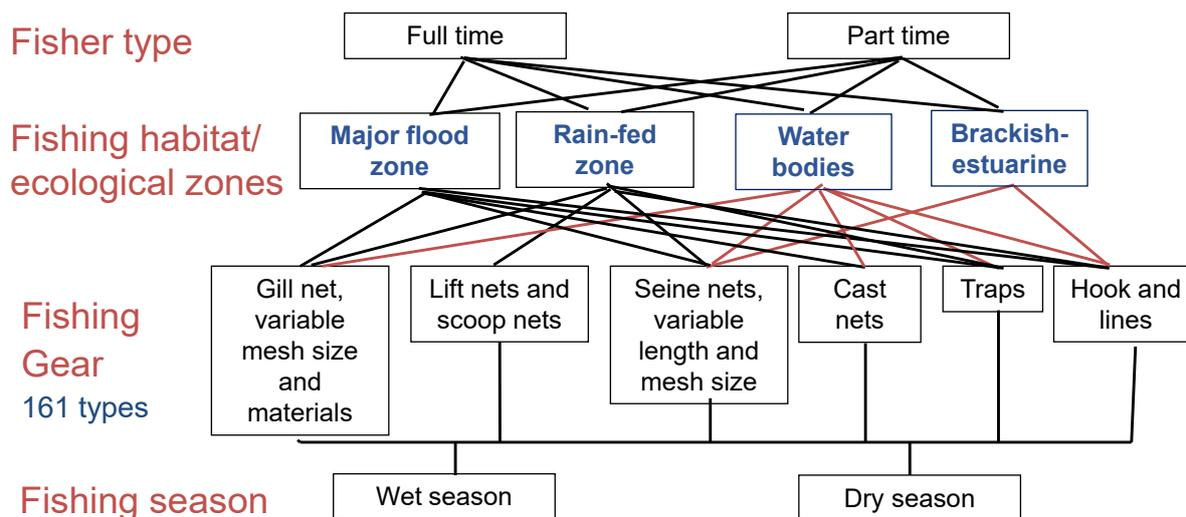 Fisher type
Full time
Part time
Fishing habitat/
ecological zones
Major flood
zone
Rain-fed
zone
Water
bodies
Brackish-
estuarine
Fishing
Gear
161 types
Gill net,
variable
mesh size
and
materials
Lift nets and
scoop nets
Seine nets,
variable
length and
mesh size
Cast
nets
Traps
Hook and
lines
Fishing season
Wet season
Dry season